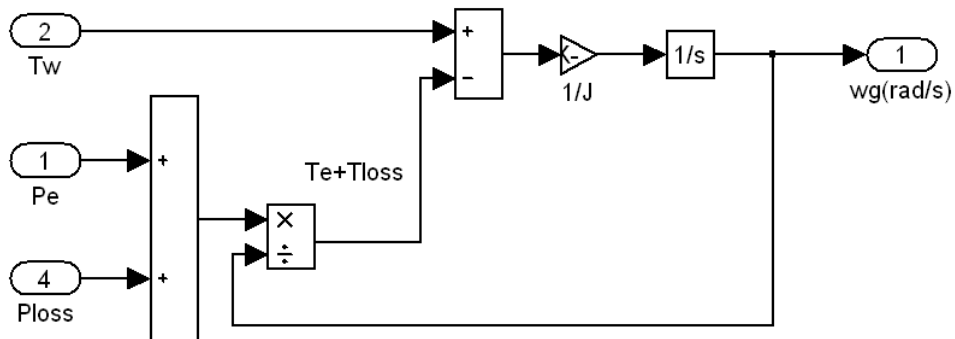 2
Tw
+
−
K-
1/J
1/s
1
wg(rad/s)
1
Pe
+
Te+Tloss
×
÷
4
Ploss
+